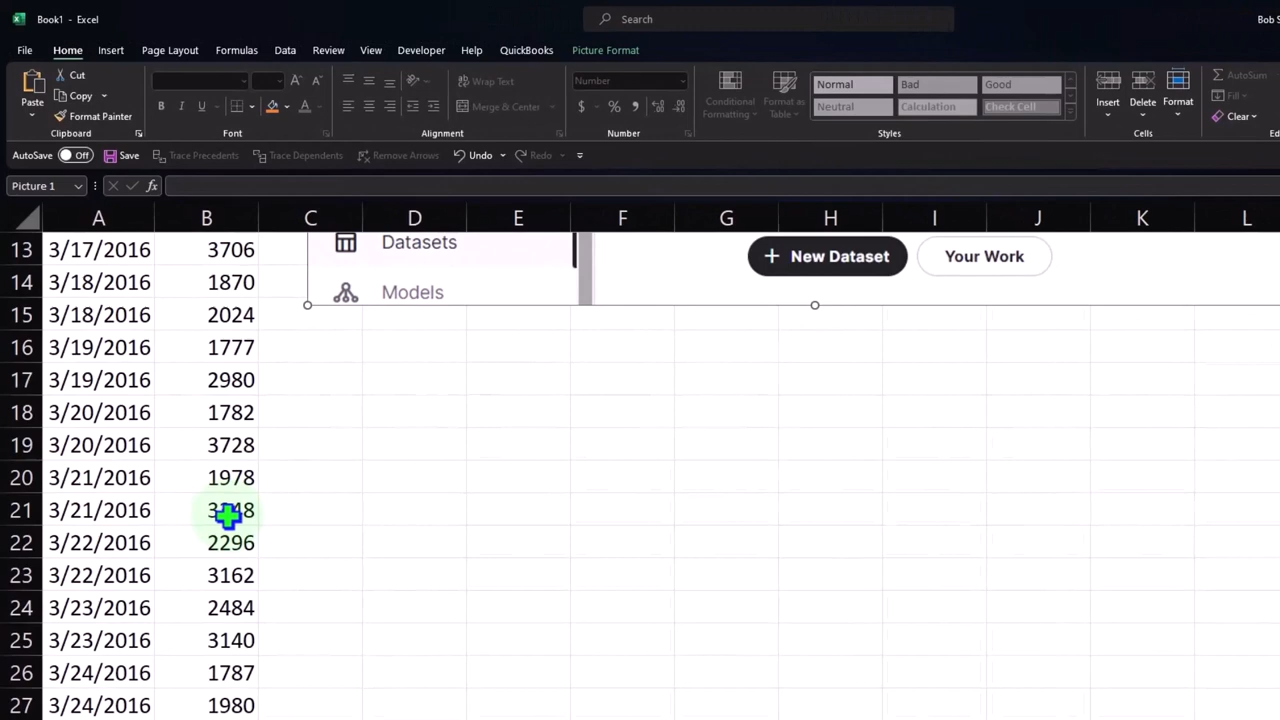 Book1 - Excel
Search
Bob S
File Home Insert Page Layout Formulas Data Review View Developer Help QuickBooks Picture Format
Paste
Cut
Copy
Format Painter
Clipboard
B I U
Font
Wrap Text
Merge & Center
Alignment
Number
$ %
Number
Conditional Formatting
Format as Table
Normal Bad Good
Neutral Calculation Check Cell
Styles
Insert Delete Format
Cells
AutoSum
Fill
Clear
AutoSave Off Save Trace Precedents Trace Dependents Remove Arrows Undo Redo
Picture 1 fx
A B C D E F G H I J K L
13 3/17/2016 3706 Datasets + New Dataset Your Work
14 3/18/2016 1870 Models
15 3/18/2016 2024
16 3/19/2016 1777
17 3/19/2016 2980
18 3/20/2016 1782
19 3/20/2016 3728
20 3/21/2016 1978
21 3/21/2016
22 3/22/2016 2296
23 3/22/2016 3162
24 3/23/2016 2484
25 3/23/2016 3140
26 3/24/2016 1787
27 3/24/2016 1980